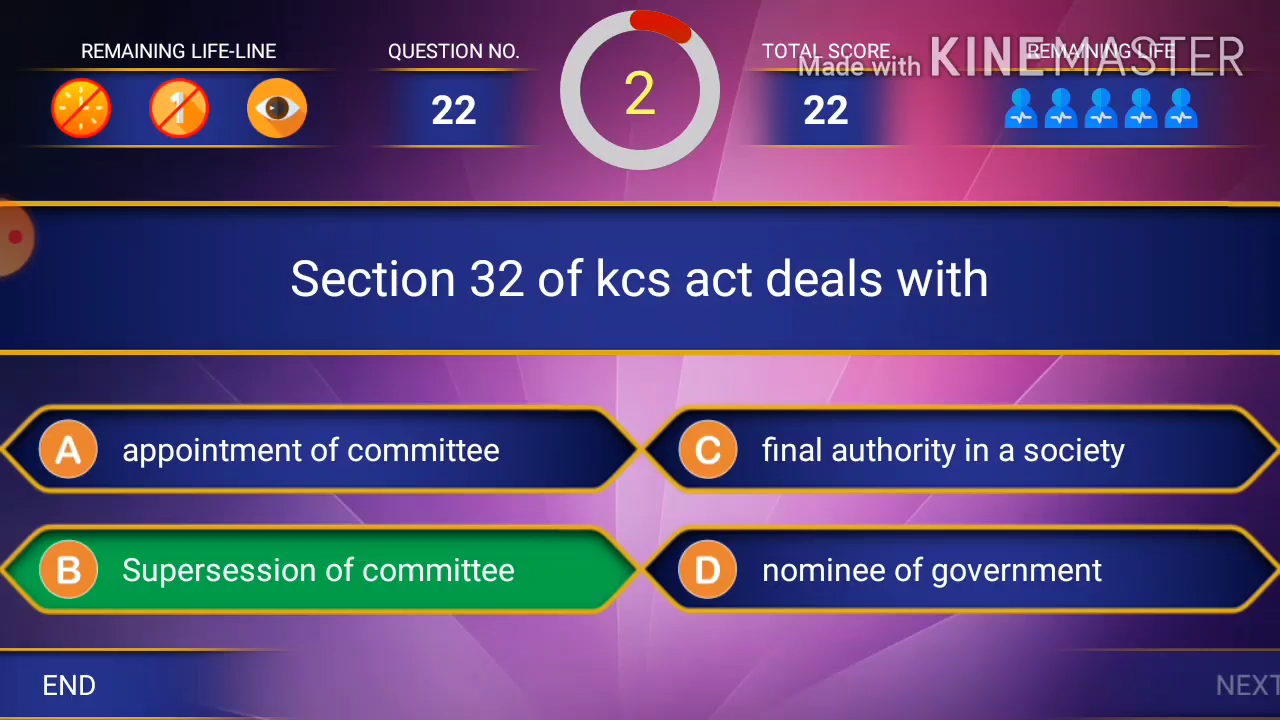 REMAINING LIFE-LINE
QUESTION NO.
TOTAL SCORE
REMAINING LIFE
Made with KINEMASTER
1
22
2
22
Section 32 of kcs act deals with
A appointment of committee
C final authority in a society
B Supersession of committee
D nominee of government
END
NEXT